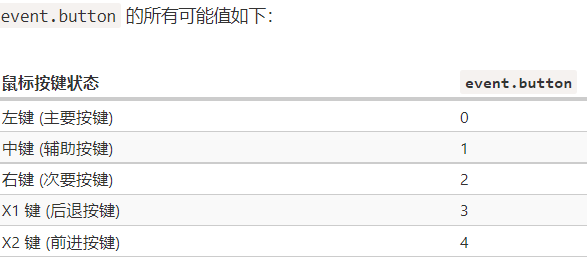 event.button 的所有可能值如下：
鼠标按键状态 event.button
左键 (主要按键) 0
中键 (辅助按键) 1
右键 (次要按键) 2
X1 键 (后退按键) 3
X2 键 (前进按键) 4